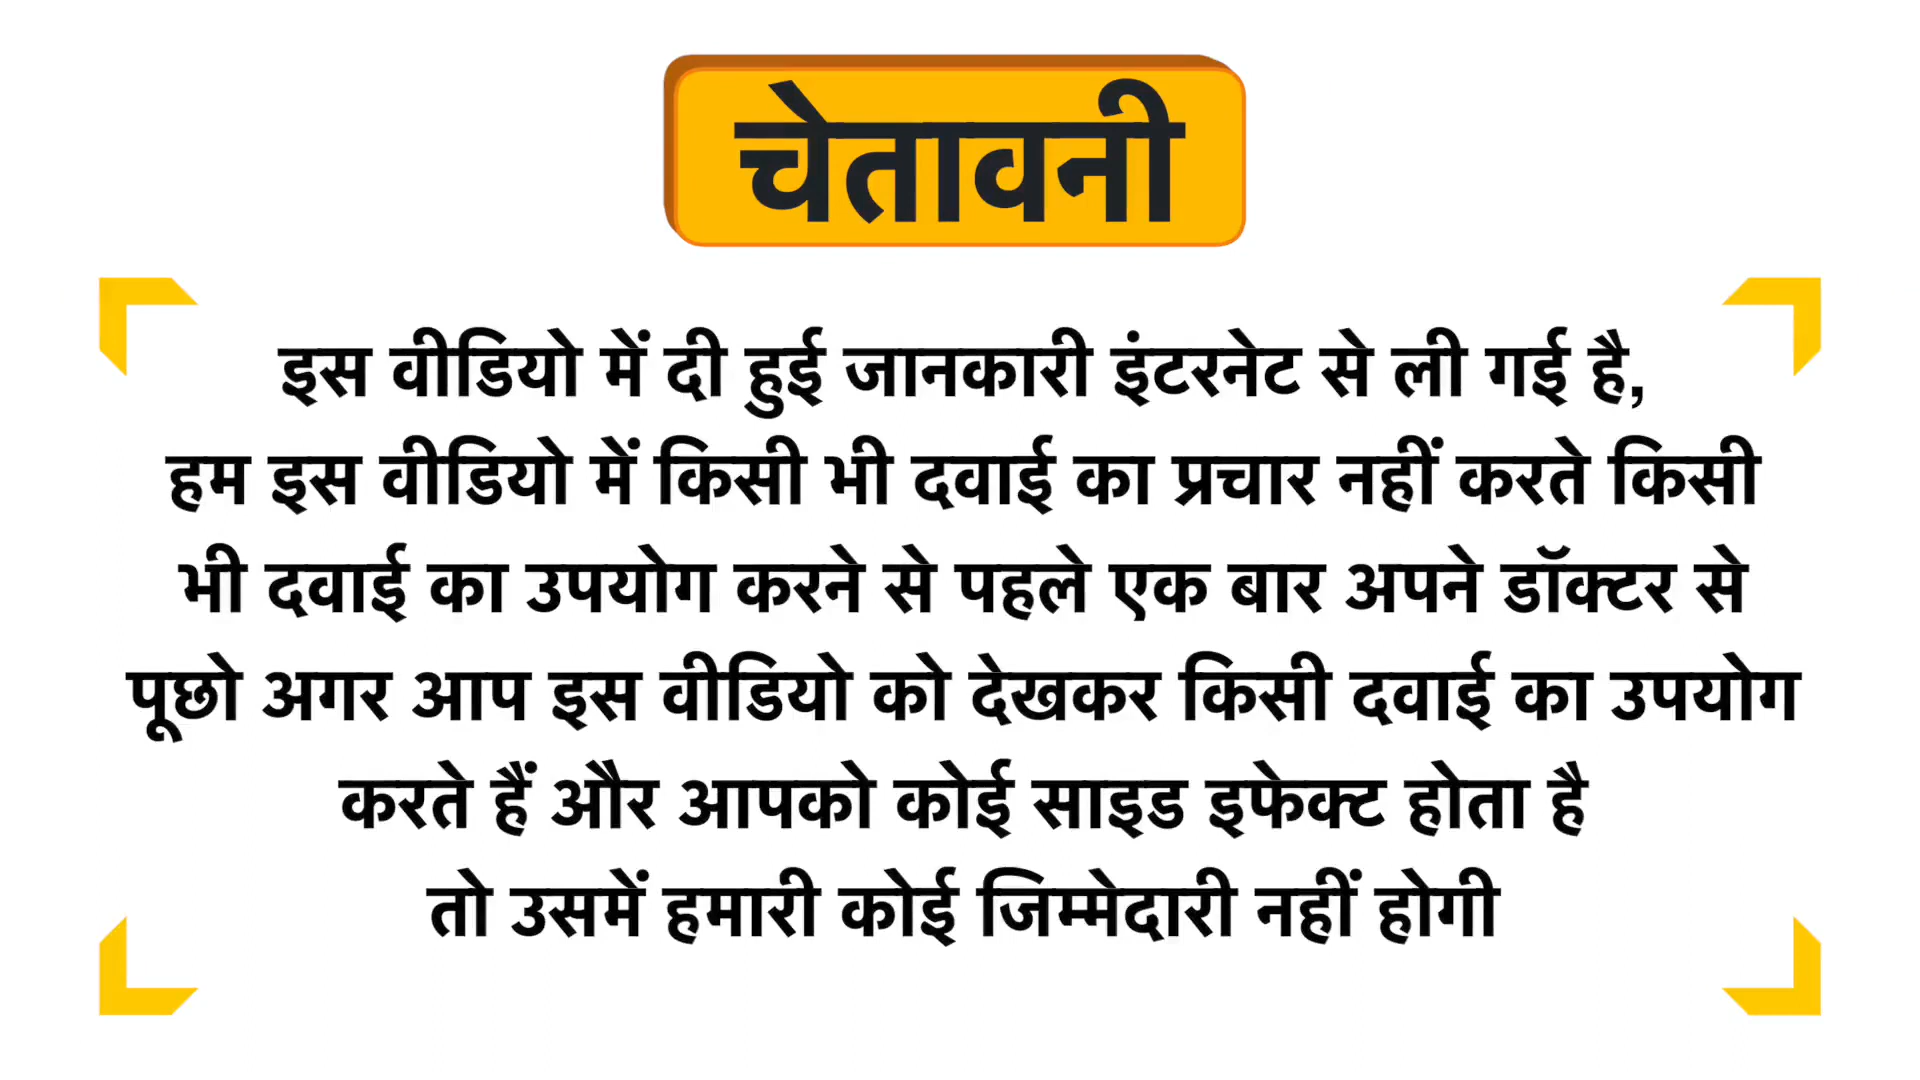 चेतावनी
इस वीडियो में दी हुई जानकारी इंटरनेट से ली गई है,
हम इस वीडियो में किसी भी दवाई का प्रचार नहीं करते किसी
भी दवाई का उपयोग करने से पहले एक बार अपने डॉक्टर से
पूछो अगर आप इस वीडियो को देखकर किसी दवाई का उपयोग
करते हैं और आपको कोई साइड इफेक्ट होता है
तो उसमें हमारी कोई जिम्मेदारी नहीं होगी